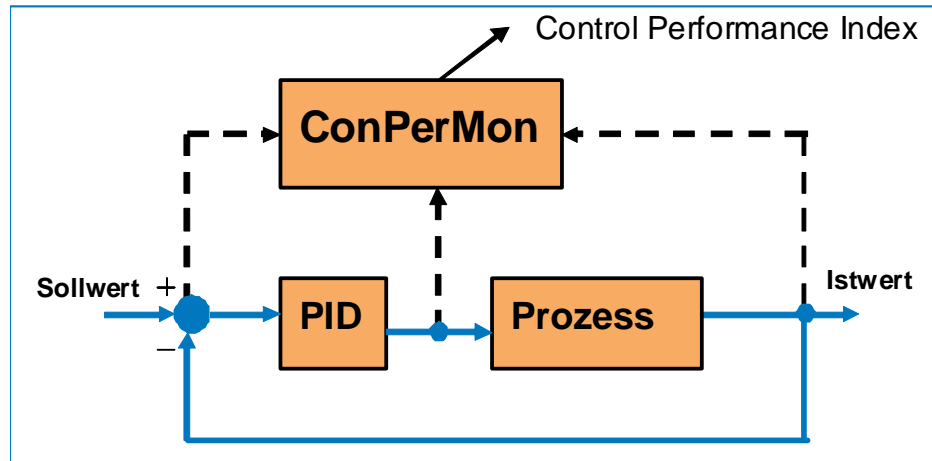 Control Performance Index
ConPerMon
Sollwert
+
PID
Prozess
Istwert
−